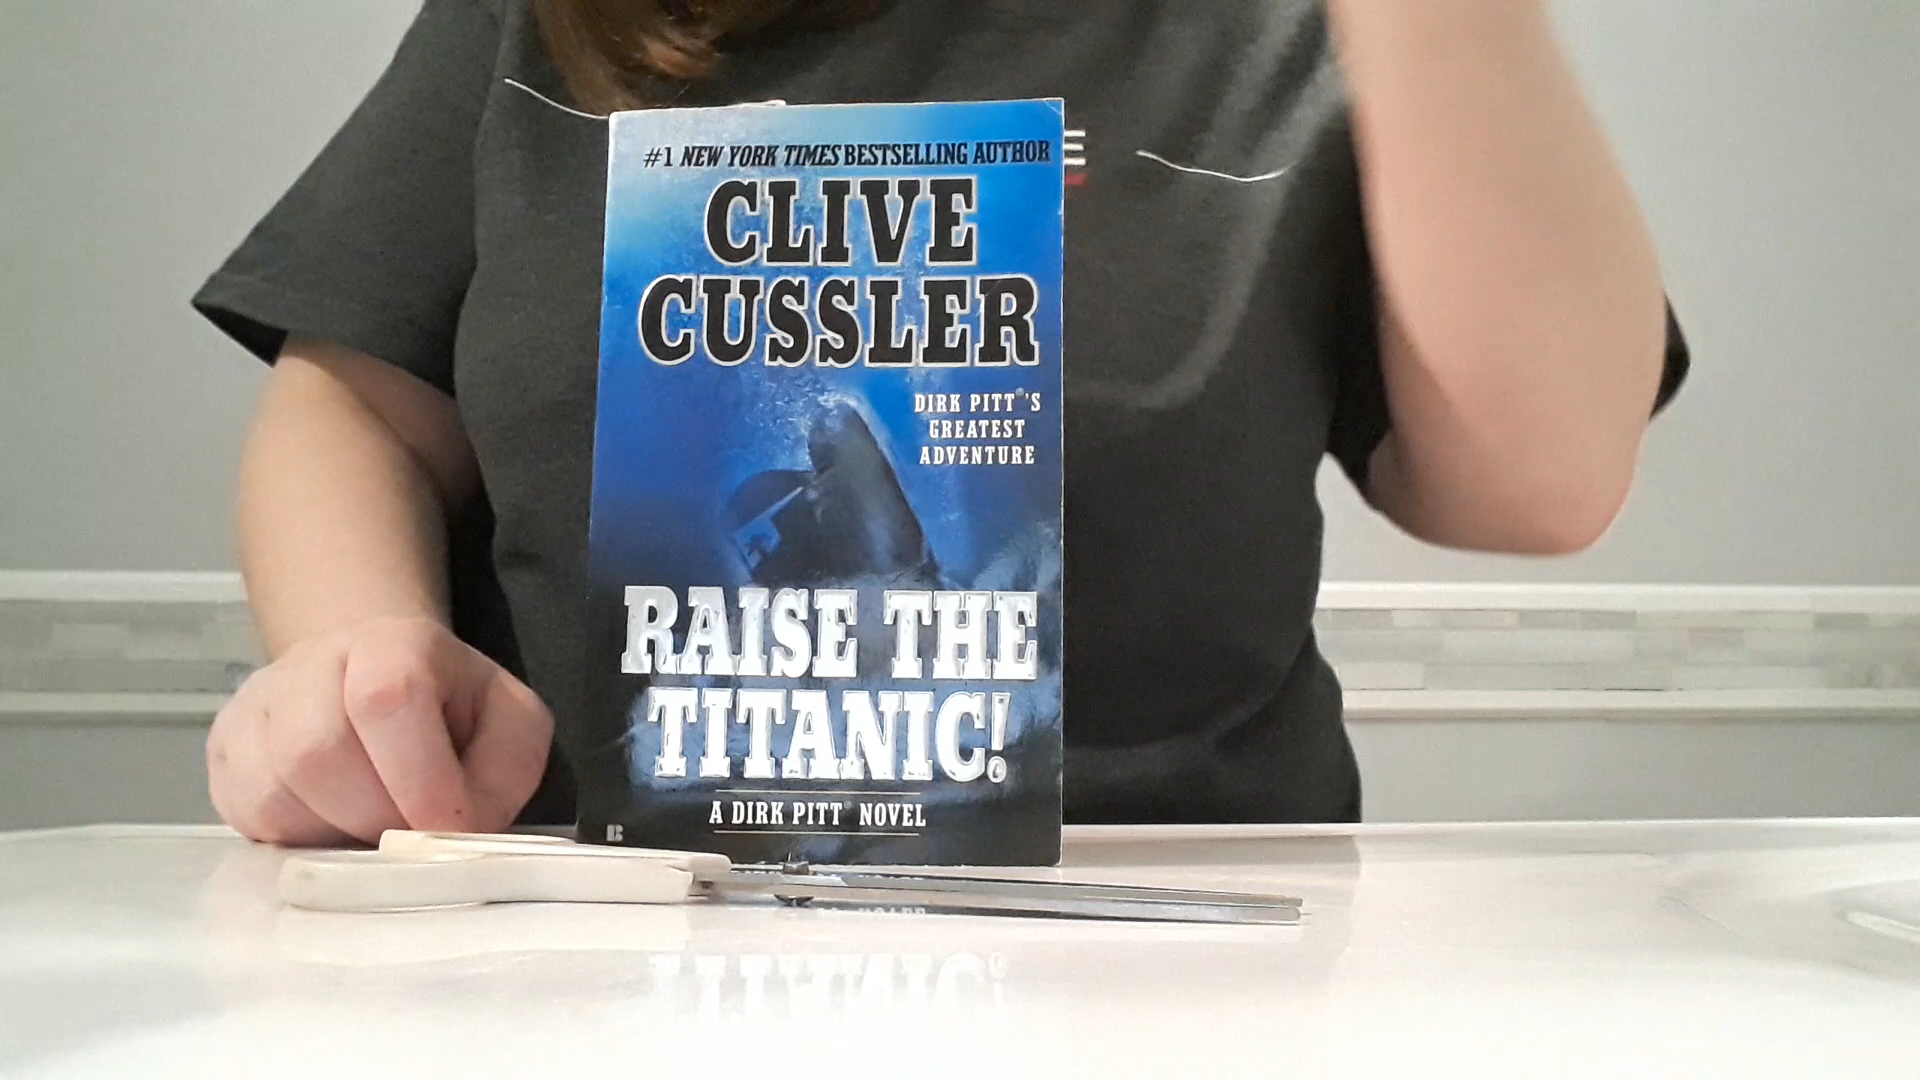 #1 NEW YORK TIMES BESTSELLING AUTHOR
CLIVE
CUSSLER
DIRK PITT®'S
GREATEST
ADVENTURE
RAISE THE
TITANIC!
A DIRK PITT® NOVEL
B